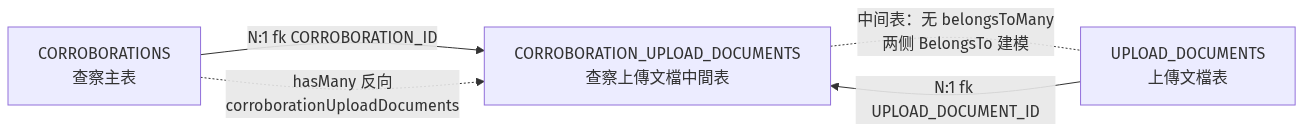 CORROBORATIONS
查察主表
N:1 fk CORROBORATION_ID
hasMany 反向
corroborationUploadDocuments
CORROBORATION_UPLOAD_DOCUMENTS
查察上傳文檔中間表
中间表：无 belongsToMany
两侧 BelongsTo 建模
N:1 fk
UPLOAD_DOCUMENT_ID
UPLOAD_DOCUMENTS
上傳文檔表